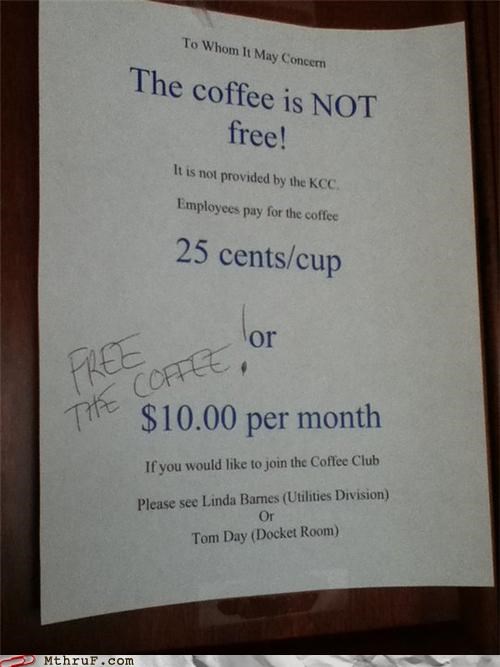 To Whom It May Concern
The coffee is NOT
free!
It is not provided by the KCC.
Employees pay for the coffee
25 cents/cup
or
FREE
THE COFFEE!
$10.00 per month
If you would like to join the Coffee Club
Please see Linda Barnes (Utilities Division)
Or
Tom Day (Docket Room)
MthruF.com